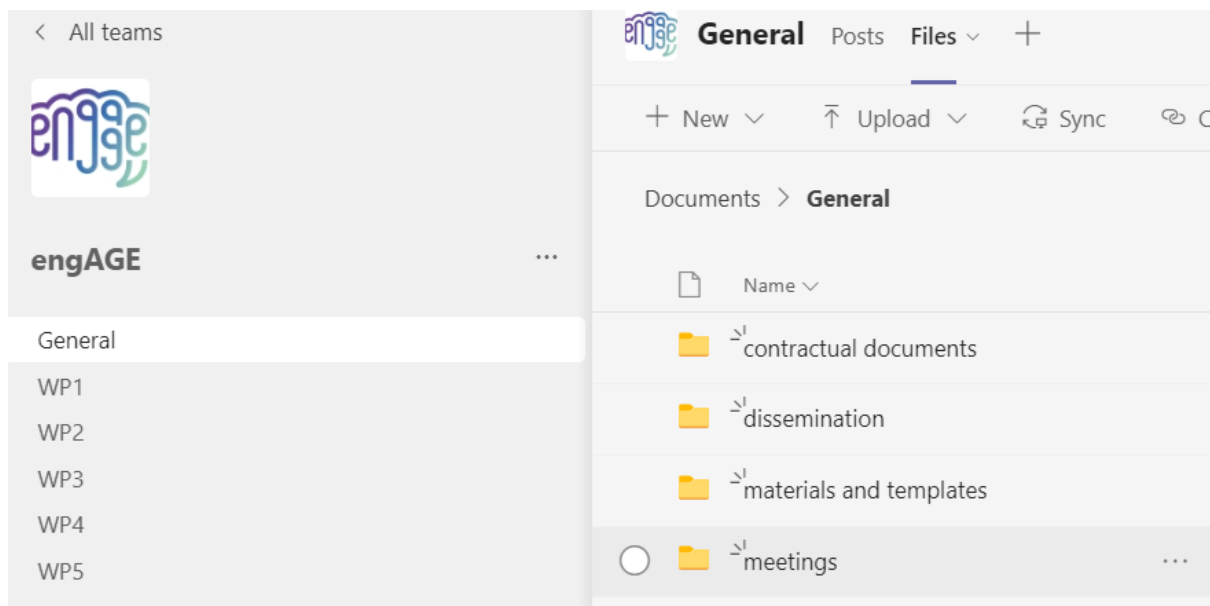 All teams
engage
engAGE
...
General
WP1
WP2
WP3
WP4
WP5
engage General Posts Files +
+ New Upload Sync
Documents > General
Name
contractual documents
dissemination
materials and templates
meetings ...